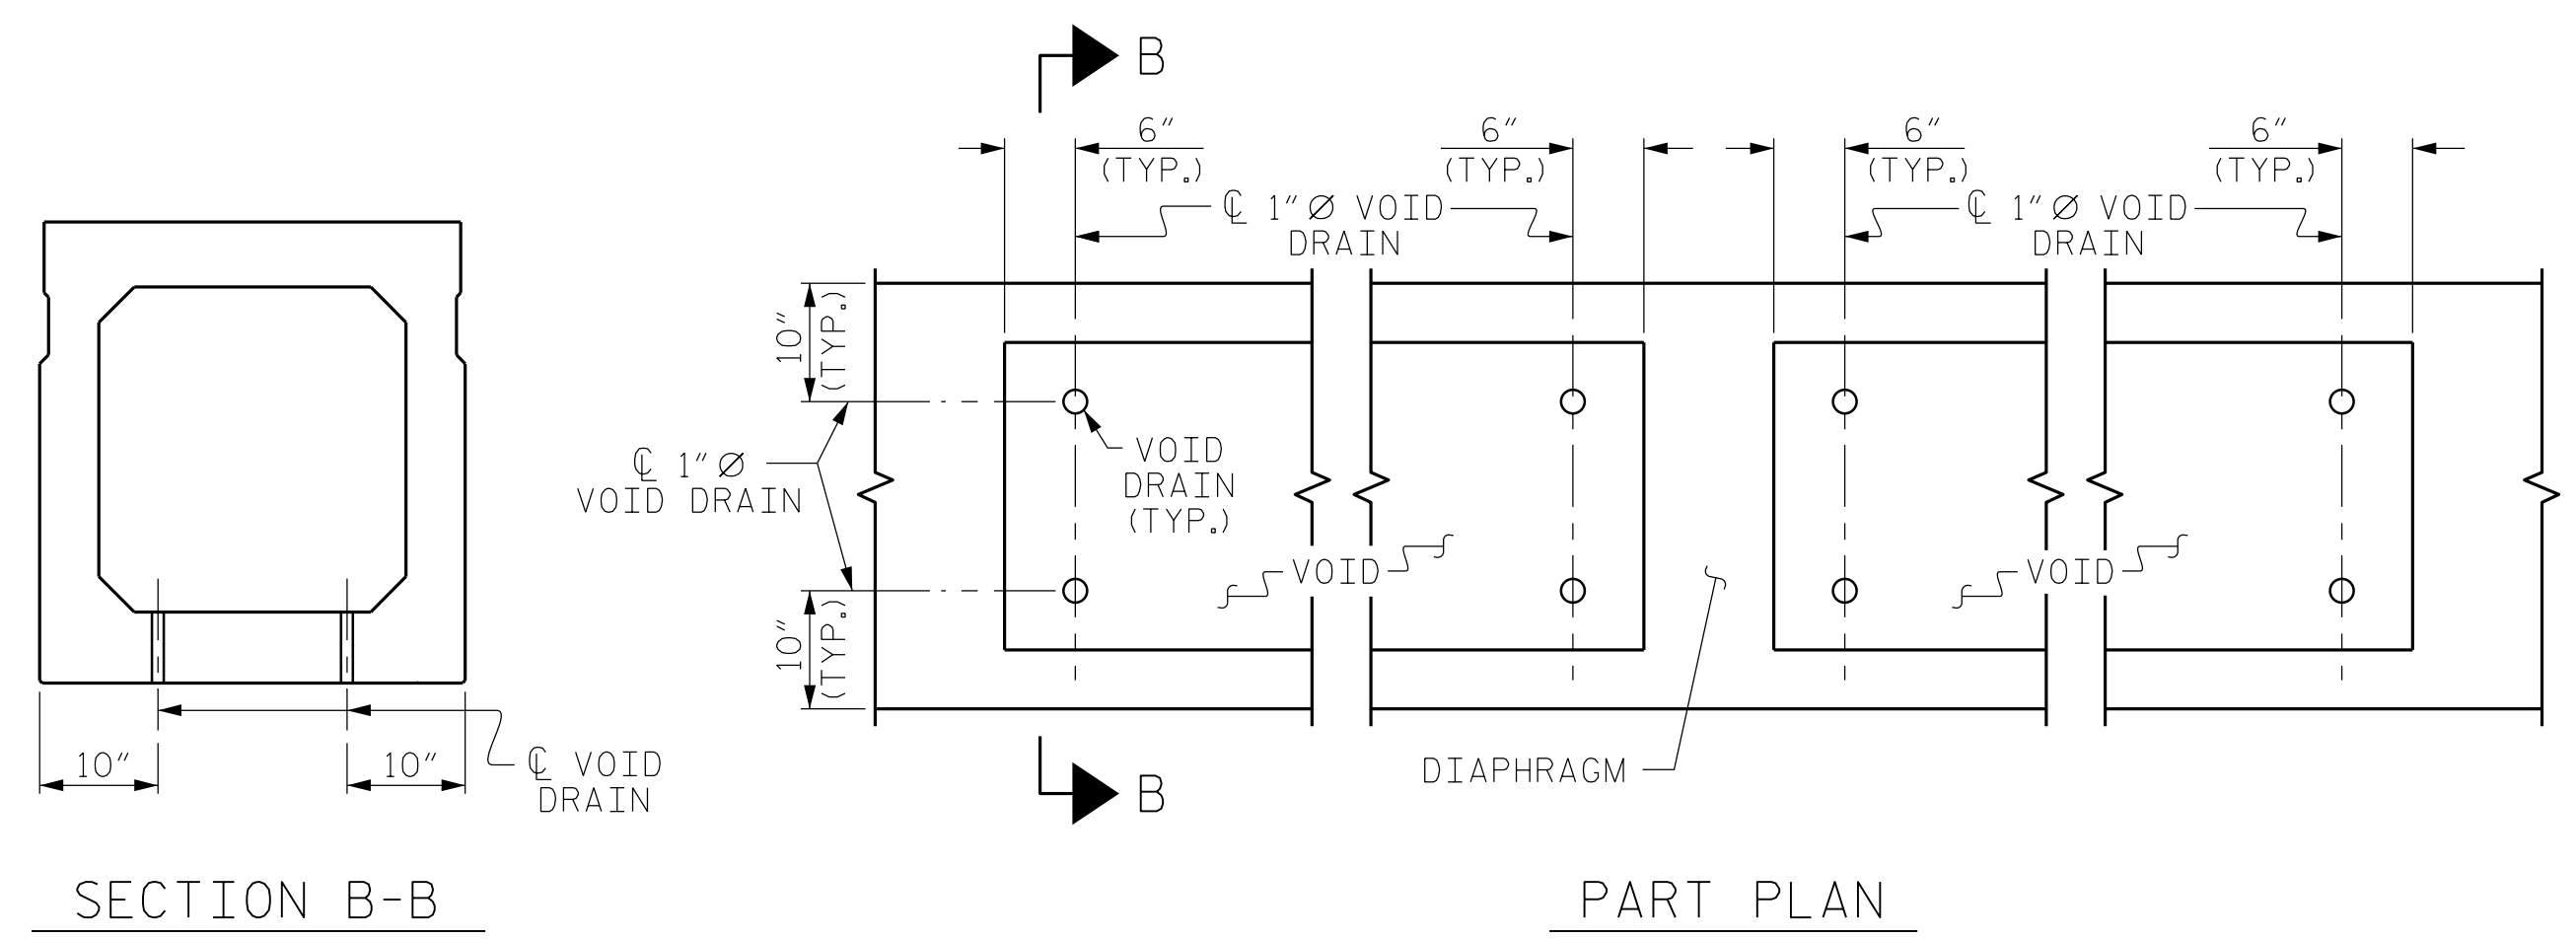 B
6" 6" 6" 6"
(TYP.) (TYP.) (TYP.) (TYP.)
℄ 1" Ø VOID
DRAIN
℄ 1" Ø VOID
DRAIN
10"
(TYP.)
℄ 1" Ø
VOID DRAIN
VOID
DRAIN
(TYP.)
VOID
VOID
10"
(TYP.)
10" 10"
℄ VOID
DRAIN
DIAPHRAGM
B
SECTION B-B
PART PLAN